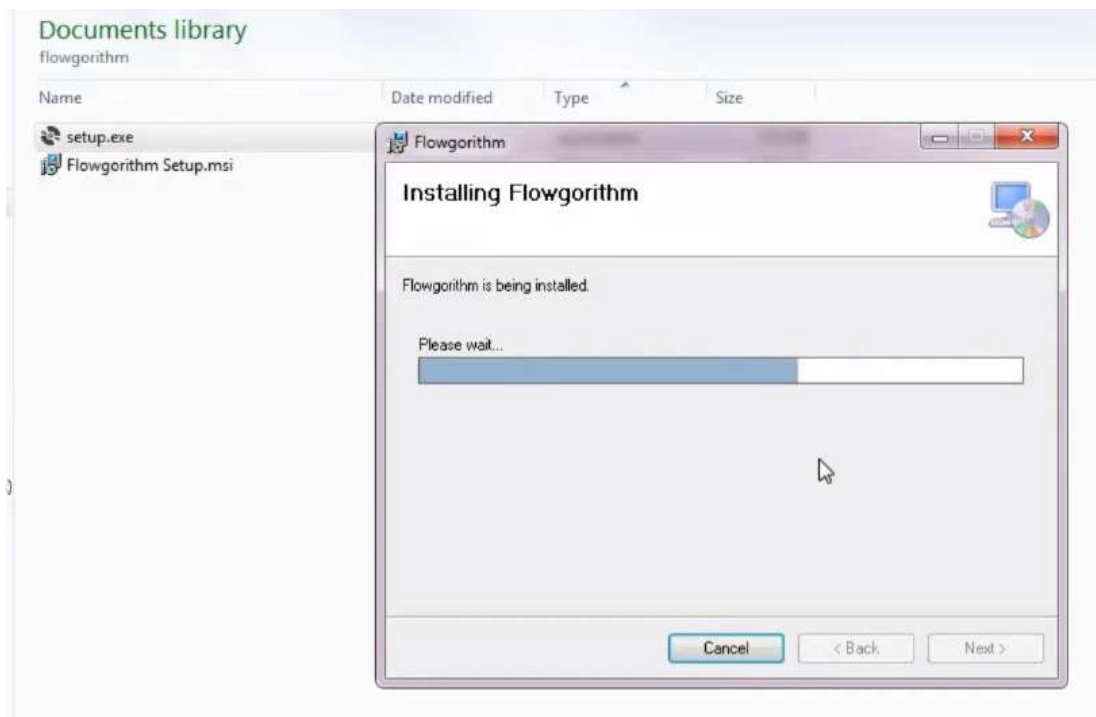 Documents library
flowgorithm
Name Date modified Type Size
setup.exe
Flowgorithm Setup.msi
Flowgorithm
Installing Flowgorithm
Flowgorithm is being installed.
Please wait...
Cancel < Back Next >